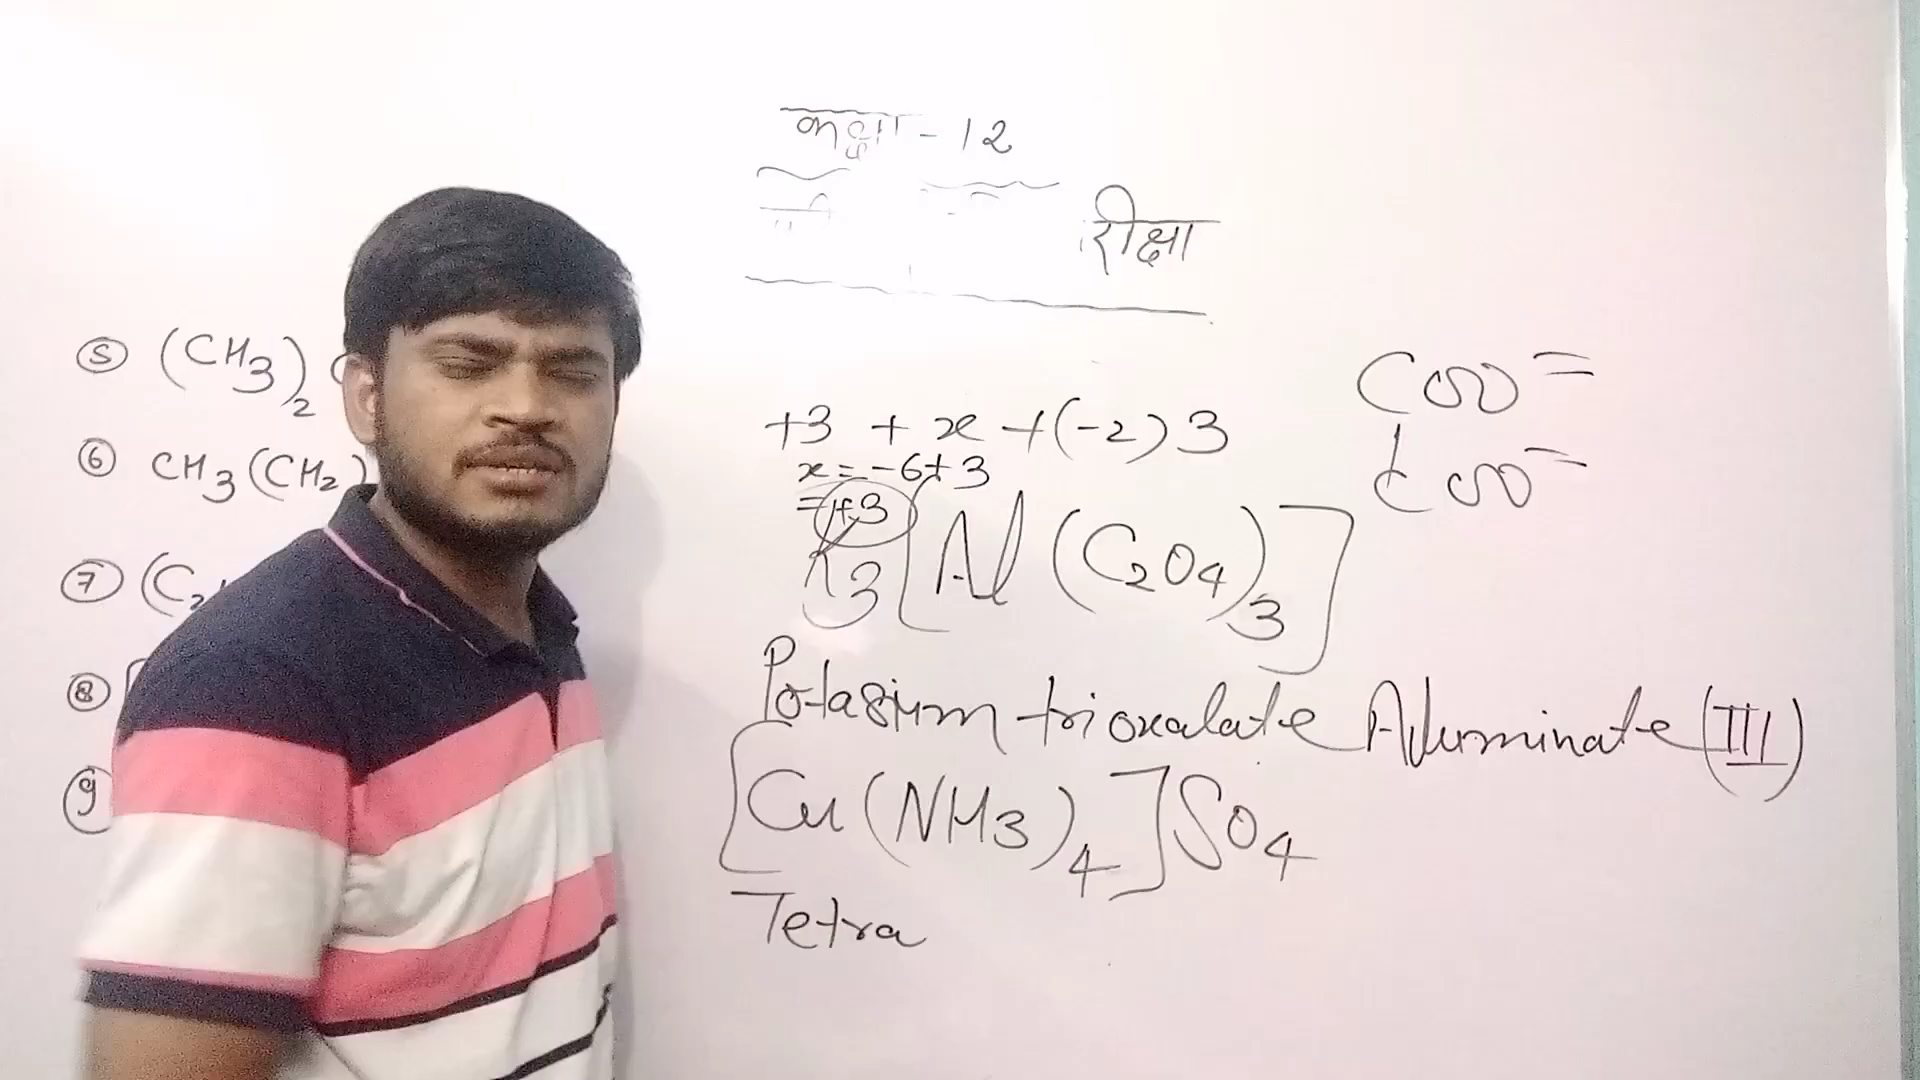 कक्षा - 12
रीक्षा
⑤ (CH3)2
⑥ CH3(CH2)
⑦ (C2
⑧
⑨
+3 + x + (-2)3
x = -6+3
= +3
K3[Al(C2O4)3]
COO-
COO-
Potasium trioxalate Aluminate (III)
[Cu(NH3)4]SO4
Tetra